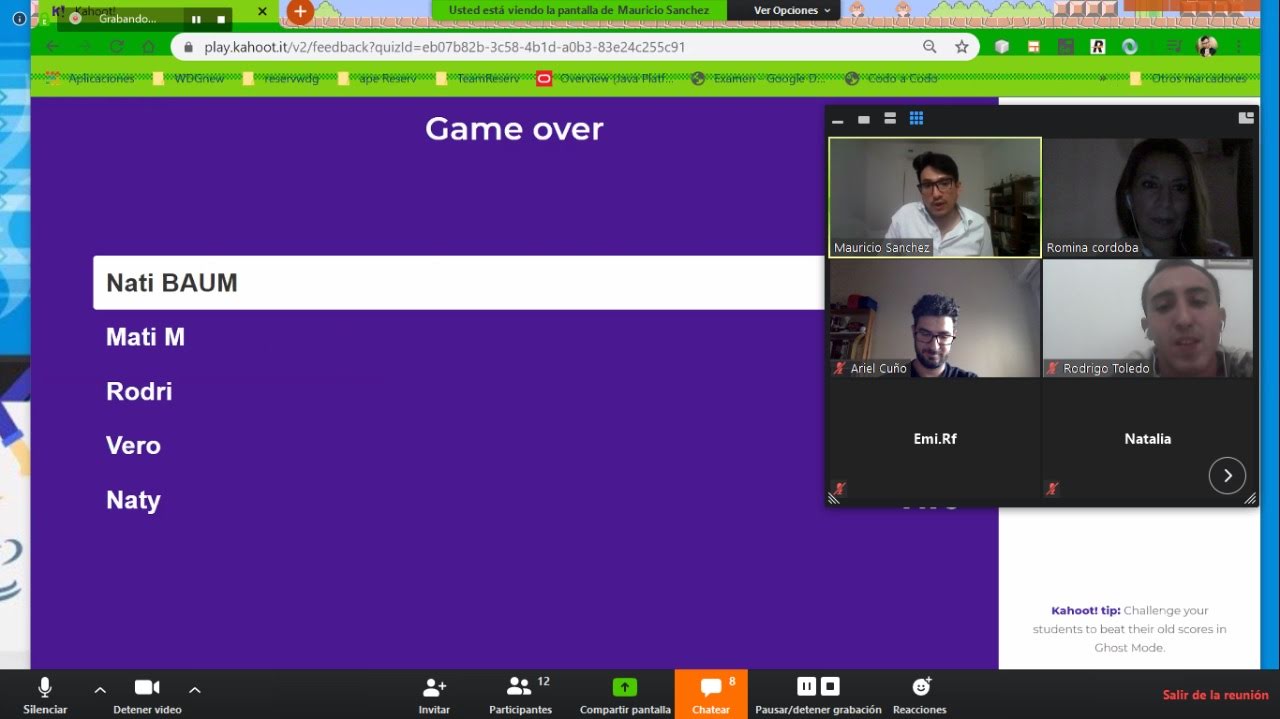 Kahoot!
Grabando...
Usted está viendo la pantalla de Mauricio Sanchez
Ver Opciones
play.kahoot.it/v2/feedback?quizId=eb07b82b-3c58-4b1d-a0b3-83e24c255c91
Aplicaciones
WDGnew
reservwdg
ape Reserv
TeamReserv
Overview (Java Platf...
Examen - Google D...
Codo a Codo
»
Otros marcadores
Game over
Nati BAUM
Mati M
Rodri
Vero
Naty
Mauricio Sanchez
Romina cordoba
Ariel Cuño
Rodrigo Toledo
Emi.Rf
Natalia
Kahoot! tip: Challenge your
students to beat their old scores in
Ghost Mode.
Silenciar
Detener video
Invitar
12
Participantes
Compartir pantalla
8
Chatear
Pausar/detener grabación
Reacciones
Salir de la reunión